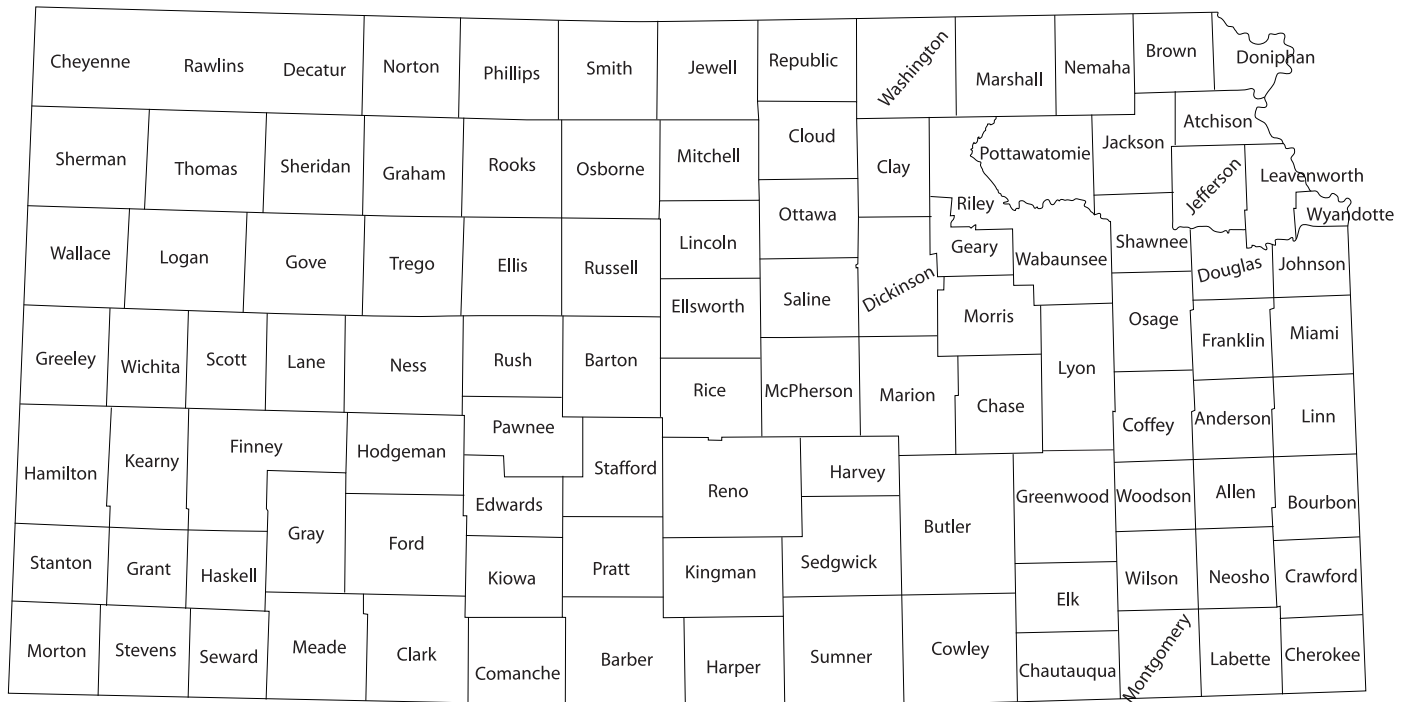 Cheyenne
Rawlins
Decatur
Norton
Phillips
Smith
Jewell
Republic
Washington
Marshall
Nemaha
Brown
Doniphan
Sherman
Thomas
Sheridan
Graham
Rooks
Osborne
Mitchell
Cloud
Clay
Riley
Pottawatomie
Jackson
Atchison
Jefferson
Leavenworth
Wyandotte
Wallace
Logan
Gove
Trego
Ellis
Russell
Lincoln
Ottawa
Ellsworth
Saline
Dickinson
Geary
Morris
Wabaunsee
Shawnee
Douglas
Johnson
Greeley
Wichita
Scott
Lane
Ness
Rush
Barton
Rice
McPherson
Marion
Chase
Lyon
Osage
Franklin
Miami
Hamilton
Kearny
Finney
Hodgeman
Pawnee
Stafford
Edwards
Reno
Harvey
Butler
Greenwood
Coffey
Anderson
Linn
Woodson
Allen
Bourbon
Stanton
Grant
Haskell
Gray
Ford
Kiowa
Pratt
Kingman
Sedgwick
Elk
Wilson
Neosho
Crawford
Morton
Stevens
Seward
Meade
Clark
Comanche
Barber
Harper
Sumner
Cowley
Chautauqua
Montgomery
Labette
Cherokee